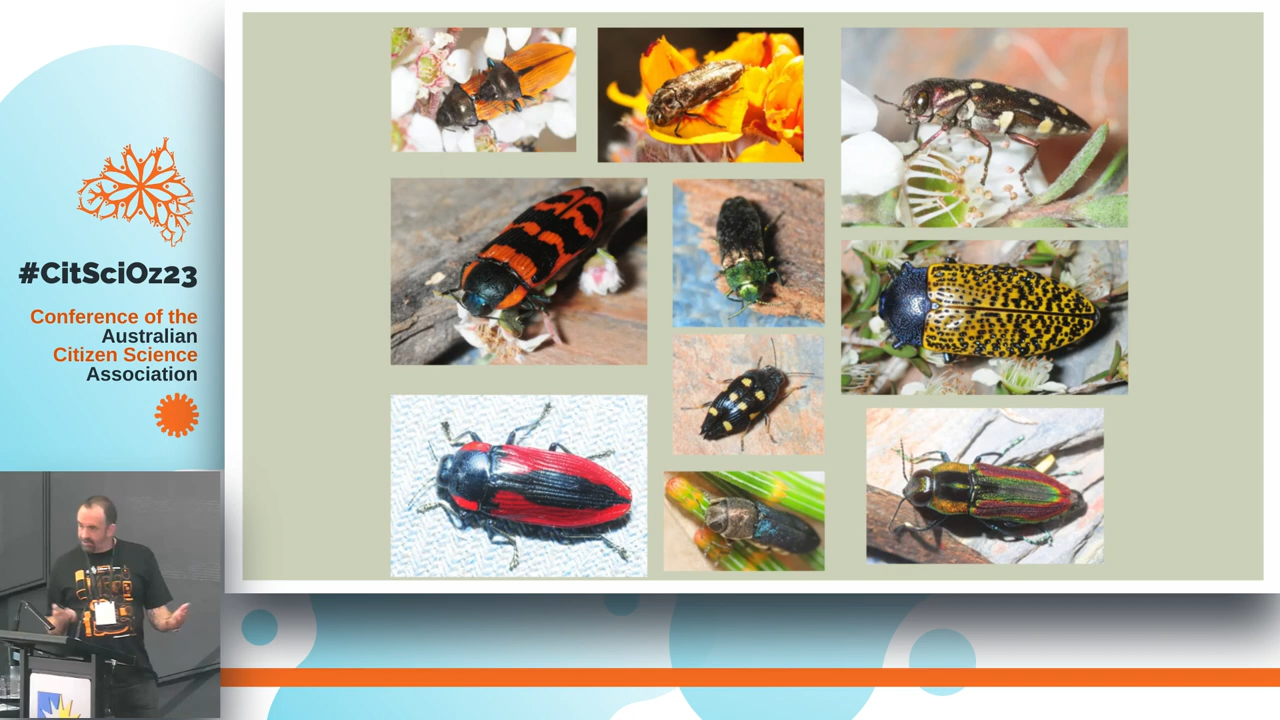 #CitSciOz23
Conference of the
Australian
Citizen Science
Association